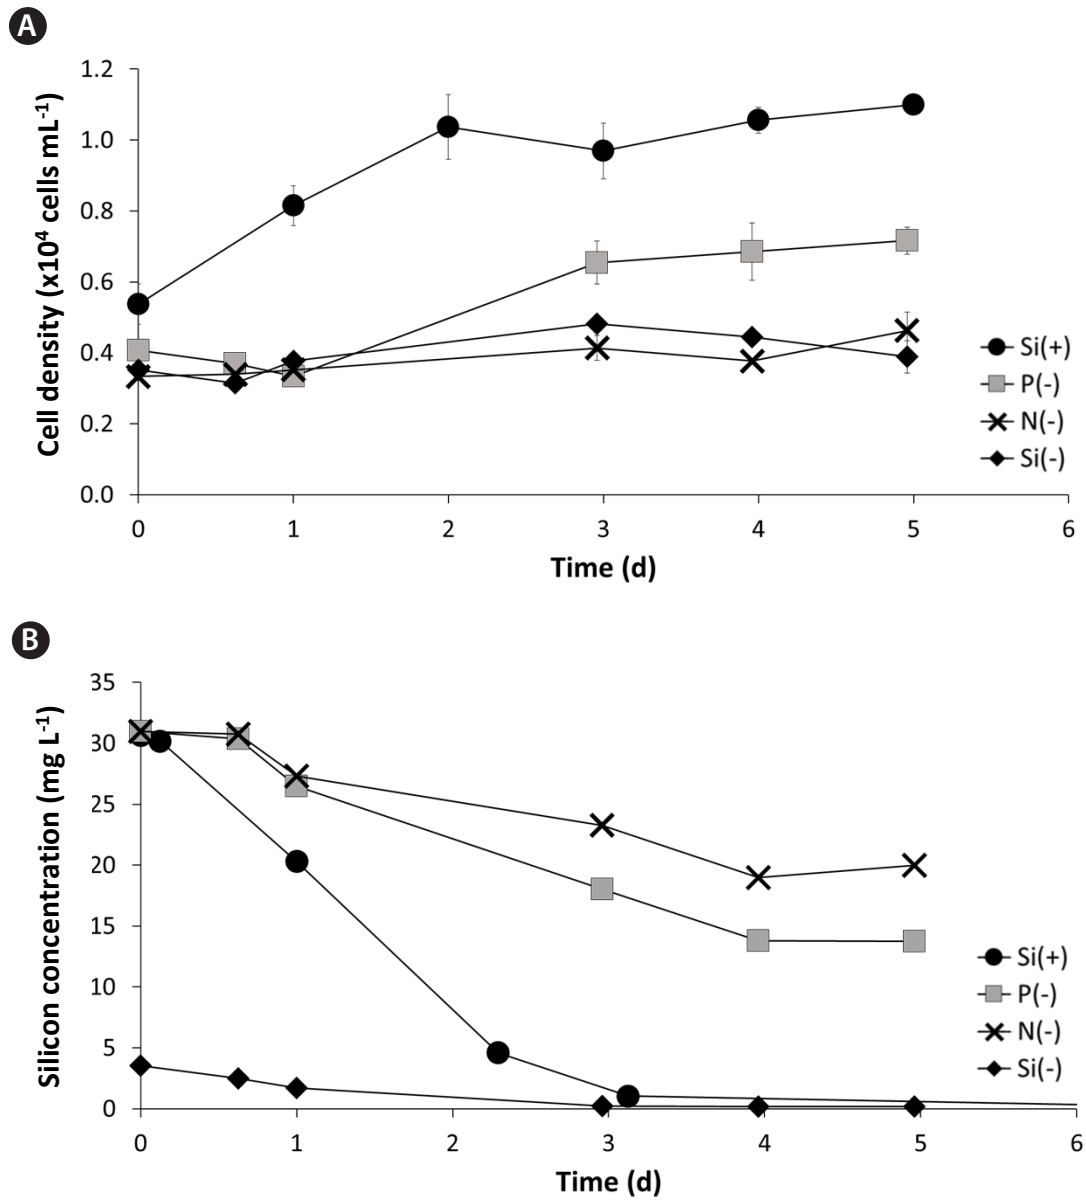 A
Cell density (x10⁴ cells mL⁻¹)
1.2
1.0
0.8
0.6
0.4
0.2
0.0
0 1 2 3 4 5 6
Time (d)
Si(+)
P(-)
N(-)
Si(-)
B
Silicon concentration (mg L⁻¹)
35
30
25
20
15
10
5
0
0 1 2 3 4 5 6
Time (d)
Si(+)
P(-)
N(-)
Si(-)